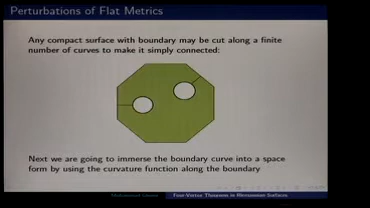 Perturbations of Flat Metrics
Any compact surface with boundary may be cut along a finite
number of curves to make it simply connected:
Next we are going to immerse the boundary curve into a space
form by using the curvature function along the boundary
Four-Vertex Theorem in Riemannian Surfaces